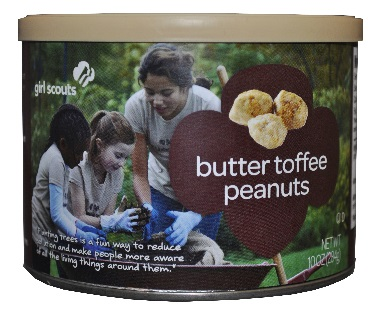 girl scouts
butter toffee
peanuts
"Planting trees is a fun way to reduce
and make people more aware
of all the living things around them."
U D
NET WT
10 OZ (284g)